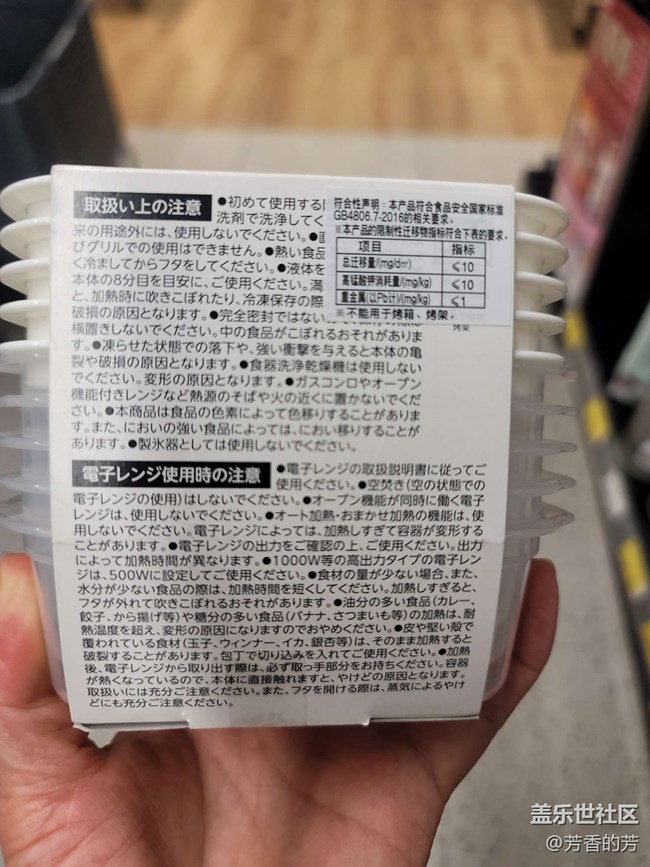 取扱い上の注意
●初めて使用する
洗剤で洗浄してく
来の用途外には、使用しないでください。
びグリルでの使用はできません。●熱い食品
く冷ましてからフタをしてください。●液体を
本体の8分目を目安に、ご使用ください。満
と、加熱時に吹きこぼれたり、冷凍保存の際
破損の原因となります。●完全密封ではない
横置きしないでください。中の食品がこぼれるおそれがありま
す。●凍らせた状態での落下や、強い衝撃を与えると本体の亀
裂や破損の原因となります。●食器洗浄乾燥機は使用しない
でください。変形の原因となります。●ガスコンロやオーブン
機能付きレンジなど熱源のそばや火の近くに置かないでくだ
さい。●本商品は食品の色素によって色移りすることがありま
す。また、においの強い食品によっては、におい移りすることが
あります。●製氷器としては使用しないでください。
符合性声明：本产品符合食品安全国家标准
GB4806.7-2016的相关要求。
※本产品的限制性迁移物指标符合下表的要求。
项目 指标
总迁移量/(mg/d㎡) ≤10
高锰酸钾消耗量/(mg/kg) ≤10
重金属(以Pb计)/(mg/kg) ≤1
※不能用于烤箱、烤架。
烤架
電子レンジ使用時の注意
●電子レンジの取扱説明書に従ってご
使用ください。●空焚き(空の状態での
電子レンジの使用)はしないでください。●オーブン機能が同時に働く電子
レンジは、使用しないでください。●オート加熱・おまかせ加熱の機能は、使
用しないでください。電子レンジによっては、加熱しすぎて容器が変形する
ことがあります。●電子レンジの出力をご確認の上、ご使用ください。出力
によって加熱時間が異なります。●1000W等の高出力タイプの電子レン
ジは、500Wに設定してご使用ください。●食材の量が少ない場合、また、
水分が少ない食品の際は、加熱時間を短くしてください。加熱しすぎると、
フタが外れて吹きこぼれるおそれがあります。●油分の多い食品(カレー、
餃子、から揚げ等)や糖分の多い食品(バナナ、さつまいも等)の加熱は、耐
熱温度を超え、変形の原因になりますのでおやめください。●皮や堅い殻で
覆われている食材(玉子、ウィンナー、イカ、銀杏等)は、そのまま加熱すると
破裂することがあります。包丁で切り込みを入れてご使用ください。●加熱
後、電子レンジから取り出す際は、必ず取っ手部分をお持ちください。容器
が熱くなっているので、本体に直接触れますと、やけどの原因となります。
取扱いには充分ご注意ください。また、フタを開ける際は、蒸気によるやけ
どにも充分ご注意ください。
盖乐世社区
@芳香的芳